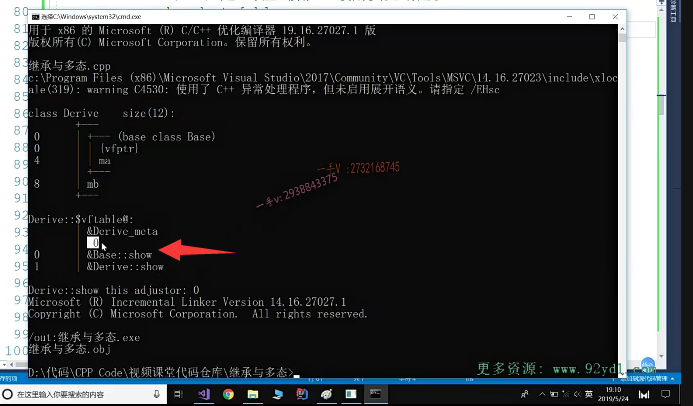 选择C:\Windows\system32\cmd.exe
用于 x86 的 Microsoft (R) C/C++ 优化编译器 19.16.27027.1 版
版权所有(C) Microsoft Corporation。保留所有权利。
继承与多态.cpp
c:\Program Files (x86)\Microsoft Visual Studio\2017\Community\VC\Tools\MSVC\14.16.27023\include\xloc
ale(319): warning C4530: 使用了 C++ 异常处理程序，但未启用展开语义。请指定 /EHsc
class Derive    size(12):
+---
0 | +--- (base class Base)
0 | | {vfptr}
4 | | ma
| +---
8 | mb
+---
一手V :2732168745
一手v: 2938843375
Derive::$vftable@:
| &Derive_meta
| 0
0 | &Base::show
1 | &Derive::show
Derive::show this adjustor: 0
Microsoft (R) Incremental Linker Version 14.16.27027.1
Copyright (C) Microsoft Corporation.  All rights reserved.
/out:继承与多态.exe
继承与多态.obj
D:\代码\CPP Code\视频课堂代码仓库\继承与多态>
更多资源: www.92yd1.com
80
81
82
83
84
85
86
87
88
89
90
91
92
93
94
95
96
97
98
99
100
在这里输入你要搜索的内容
英
19:10
2019/5/24